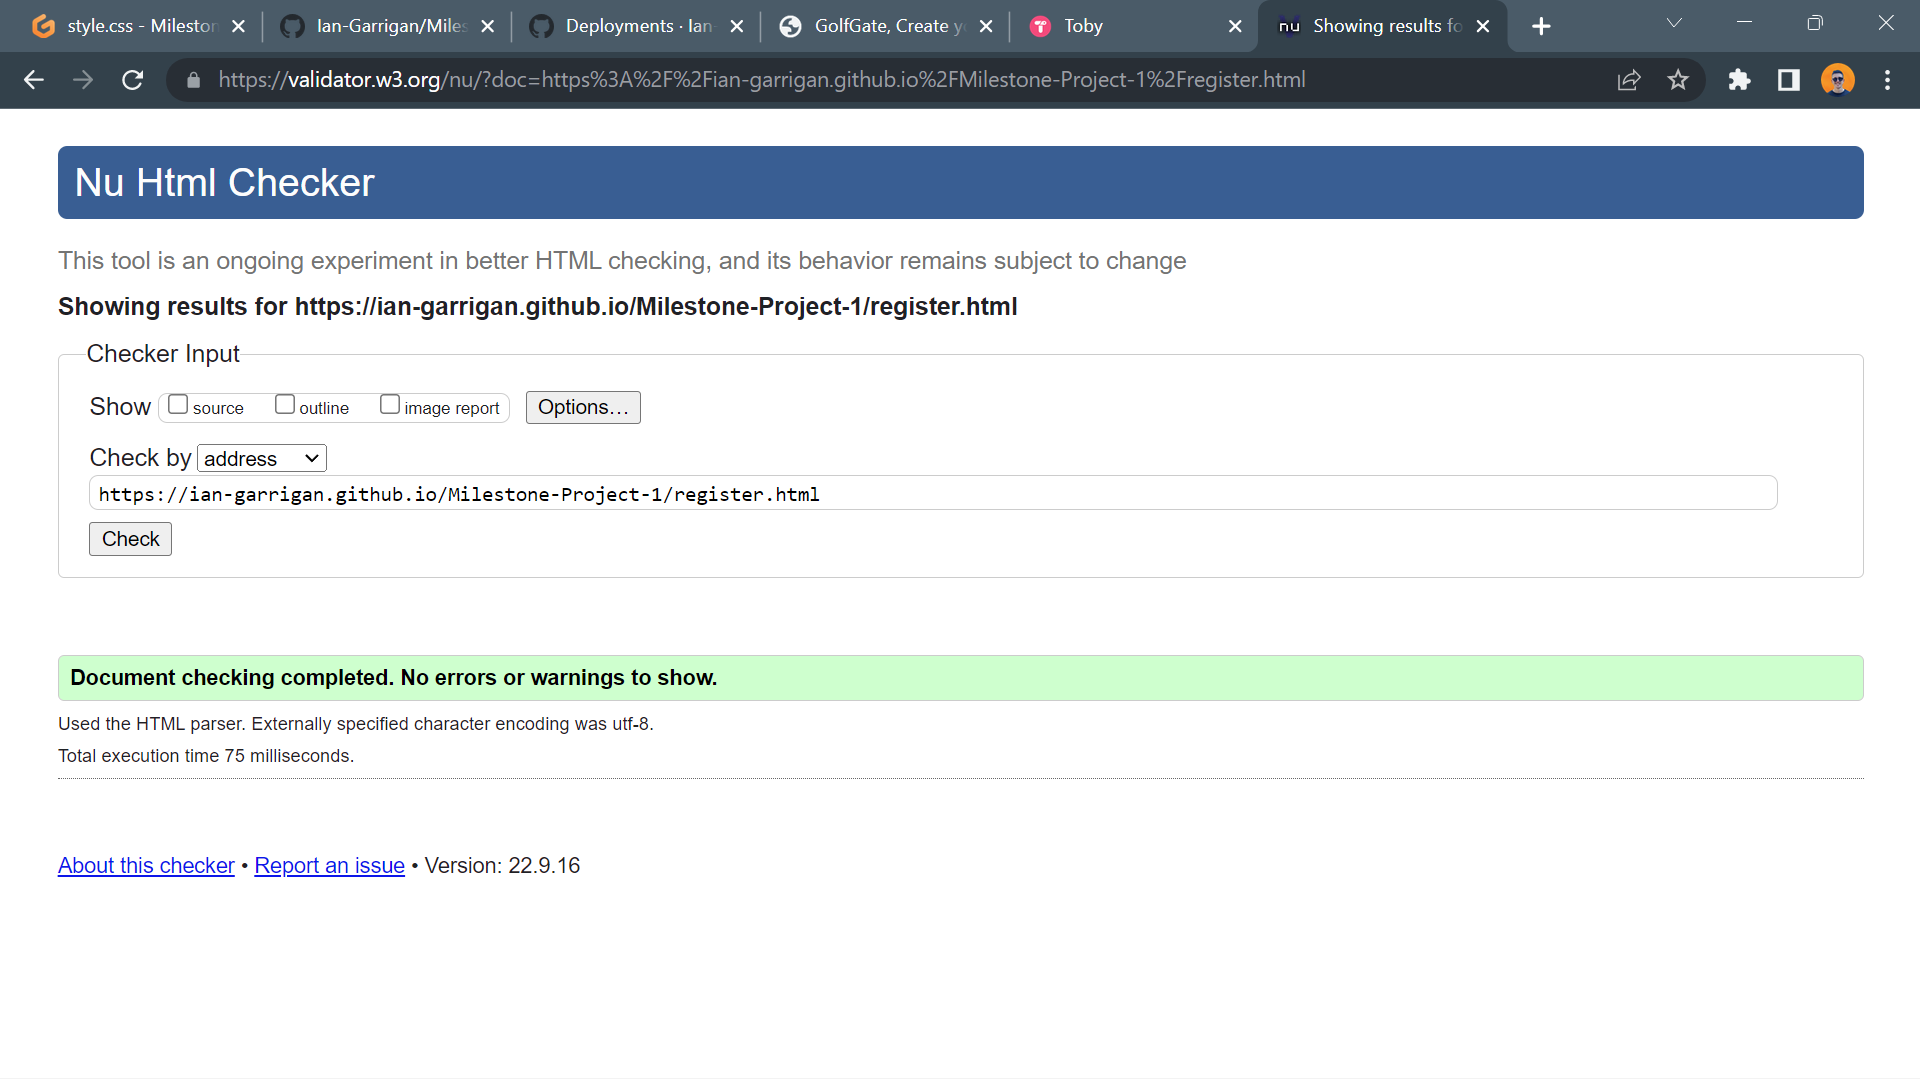 style.css - Mileston
Ian-Garrigan/Miles
Deployments · Ian-
GolfGate, Create yo
Toby
nu Showing results fo
https://validator.w3.org/nu/?doc=https%3A%2F%2Fian-garrigan.github.io%2FMilestone-Project-1%2Fregister.html
Nu Html Checker
This tool is an ongoing experiment in better HTML checking, and its behavior remains subject to change
Showing results for https://ian-garrigan.github.io/Milestone-Project-1/register.html
Checker Input
Show source outline image report Options...
Check by address
https://ian-garrigan.github.io/Milestone-Project-1/register.html
Check
Document checking completed. No errors or warnings to show.
Used the HTML parser. Externally specified character encoding was utf-8.
Total execution time 75 milliseconds.
About this checker • Report an issue • Version: 22.9.16